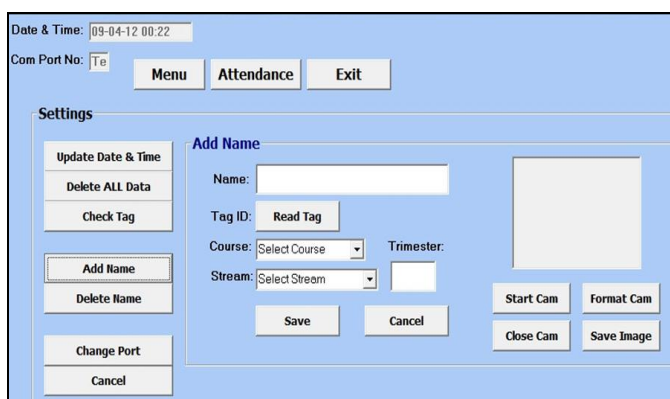 Date & Time: 09-04-12 00:22
Com Port No: Te
Menu Attendance Exit
Settings
Update Date & Time
Delete ALL Data
Check Tag
Add Name
Delete Name
Change Port
Cancel
Add Name
Name:
Tag ID: Read Tag
Course: Select Course Trimester:
Stream: Select Stream
Save Cancel
Start Cam Format Cam
Close Cam Save Image